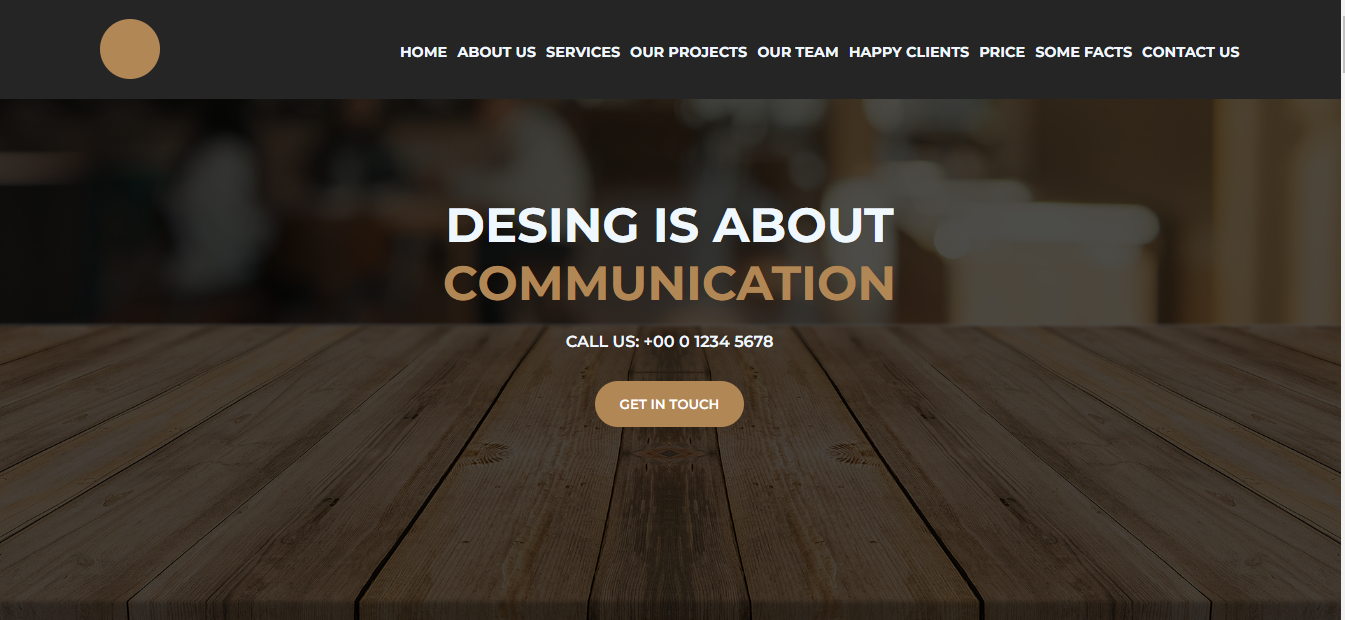 HOME ABOUT US SERVICES OUR PROJECTS OUR TEAM HAPPY CLIENTS PRICE SOME FACTS CONTACT US
DESING IS ABOUT
COMMUNICATION
CALL US: +00 0 1234 5678
GET IN TOUCH